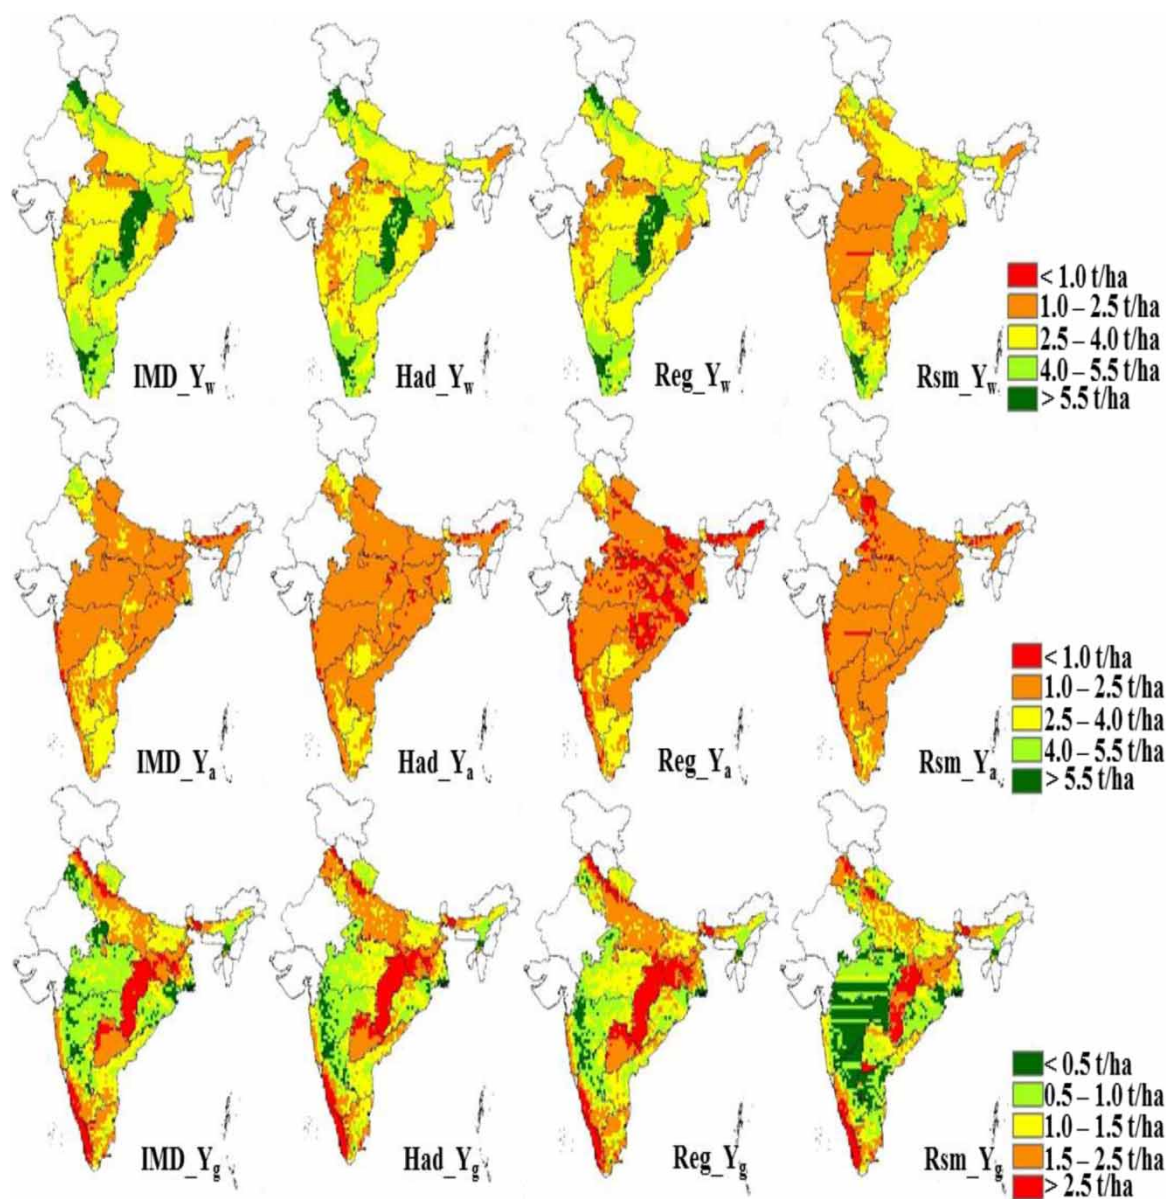 IMD_Yw
Had_Yw
Reg_Yw
Rsm_Yw
< 1.0 t/ha
1.0 – 2.5 t/ha
2.5 – 4.0 t/ha
4.0 – 5.5 t/ha
> 5.5 t/ha
IMD_Ya
Had_Ya
Reg_Ya
Rsm_Ya
< 1.0 t/ha
1.0 – 2.5 t/ha
2.5 – 4.0 t/ha
4.0 – 5.5 t/ha
> 5.5 t/ha
IMD_Yg
Had_Yg
Reg_Yg
Rsm_Yg
< 0.5 t/ha
0.5 – 1.0 t/ha
1.0 – 1.5 t/ha
1.5 – 2.5 t/ha
> 2.5 t/ha